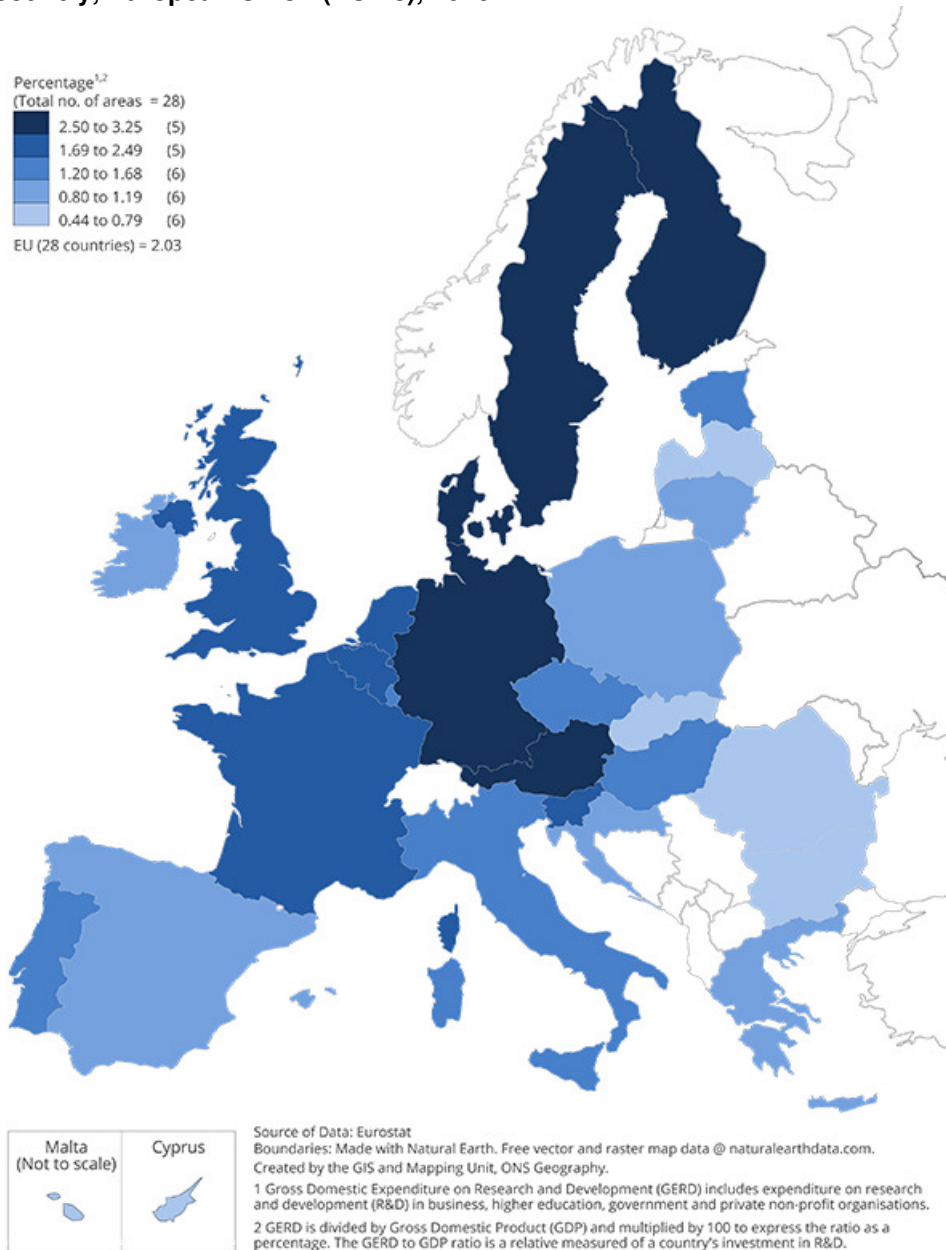 Percentage1,2
(Total no. of areas = 28)
2.50 to 3.25 (5)
1.69 to 2.49 (5)
1.20 to 1.68 (6)
0.80 to 1.19 (6)
0.44 to 0.79 (6)
EU (28 countries) = 2.03
Malta
(Not to scale)
Cyprus
Source of Data: Eurostat
Boundaries: Made with Natural Earth. Free vector and raster map data @ naturalearthdata.com.
Created by the GIS and Mapping Unit, ONS Geography.
1 Gross Domestic Expenditure on Research and Development (GERD) includes expenditure on research
and development (R&D) in business, higher education, government and private non-profit organisations.
2 GERD is divided by Gross Domestic Product (GDP) and multiplied by 100 to express the ratio as a
percentage. The GERD to GDP ratio is a relative measured of a country's investment in R&D.